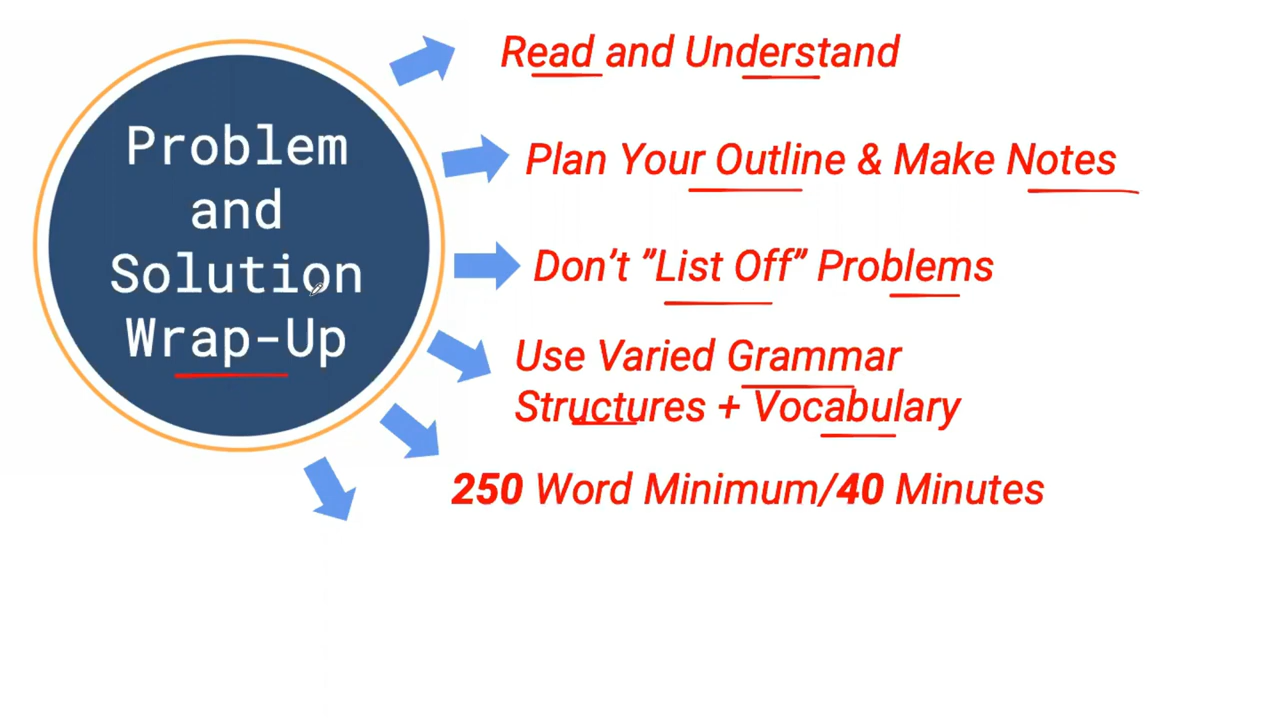 Problem
and
Solution
Wrap-Up
Read and Understand
Plan Your Outline & Make Notes
Don't ”List Off” Problems
Use Varied Grammar
Structures + Vocabulary
250 Word Minimum/40 Minutes